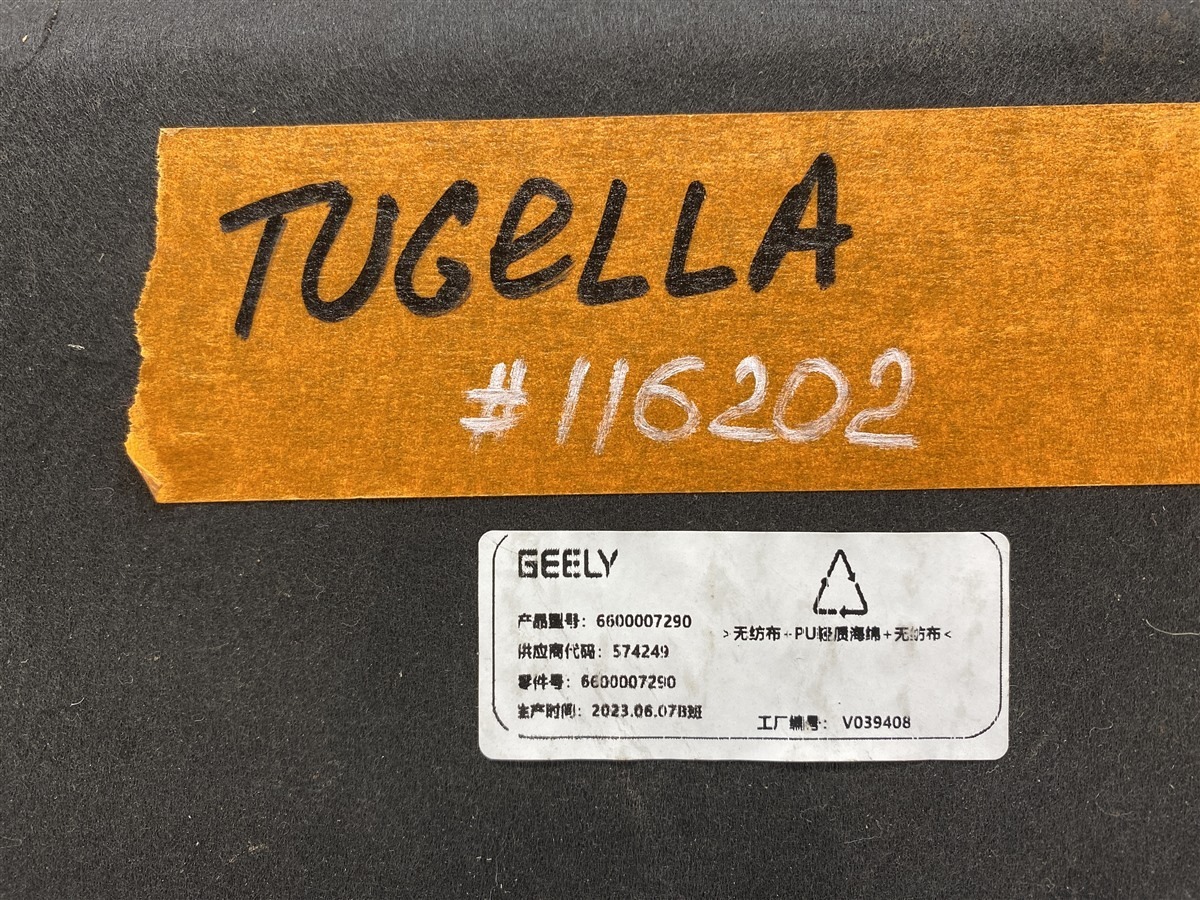 TUGELLA
#116202
GEELY
产品型号: 6600007290
供应商代码: 574249
零件号: 6600007290
生产时间: 2023.06.07B班
>无纺布+PU轻质海绵+无纺布<
工厂编号: V039408